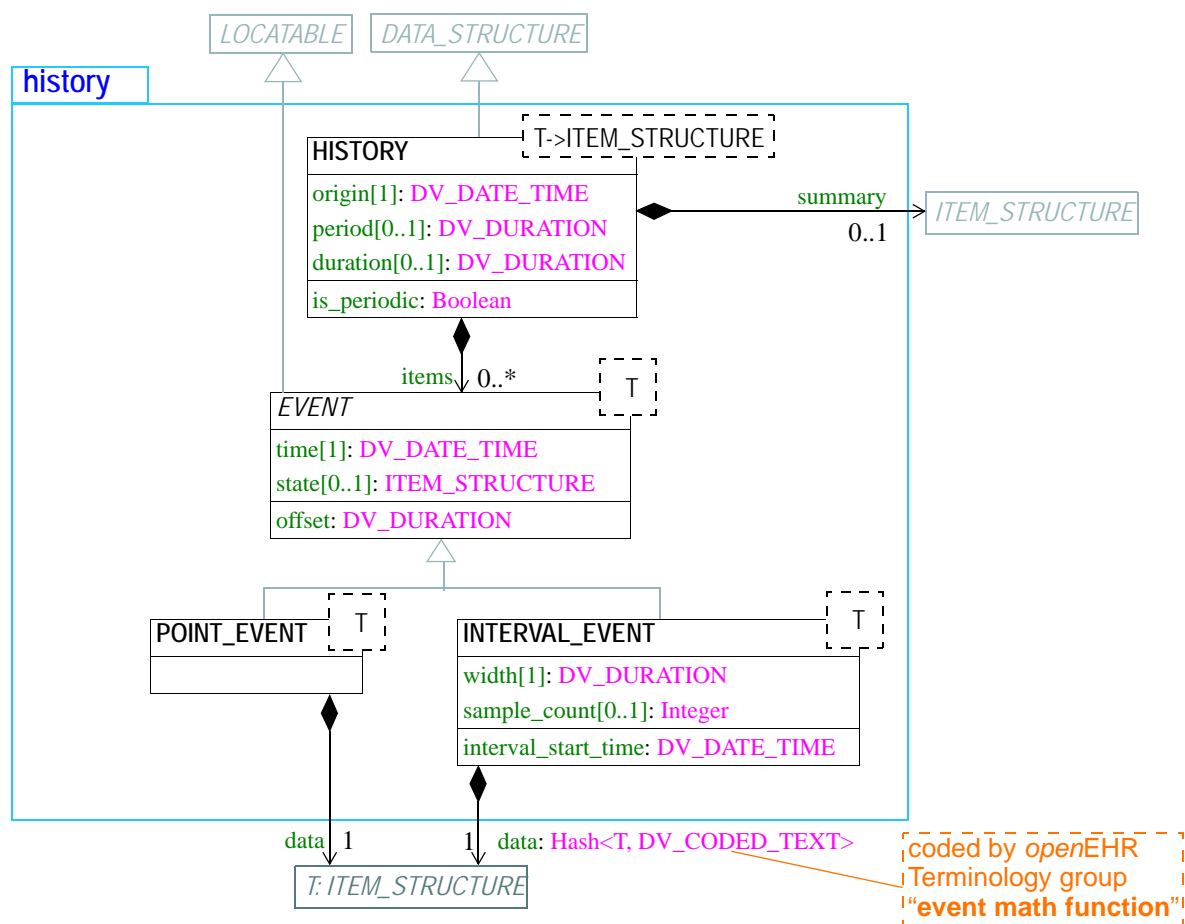 LOCATABLE
DATA_STRUCTURE
history
T->ITEM_STRUCTURE
HISTORY
origin[1]: DV_DATE_TIME
period[0..1]: DV_DURATION
duration[0..1]: DV_DURATION
is_periodic: Boolean
summary
0..1
ITEM_STRUCTURE
items
0..*
T
EVENT
time[1]: DV_DATE_TIME
state[0..1]: ITEM_STRUCTURE
offset: DV_DURATION
T
POINT_EVENT
T
INTERVAL_EVENT
width[1]: DV_DURATION
sample_count[0..1]: Integer
interval_start_time: DV_DATE_TIME
data 1
1 data: Hash<T, DV_CODED_TEXT>
T: ITEM_STRUCTURE
coded by openEHR
Terminology group
“event math function”